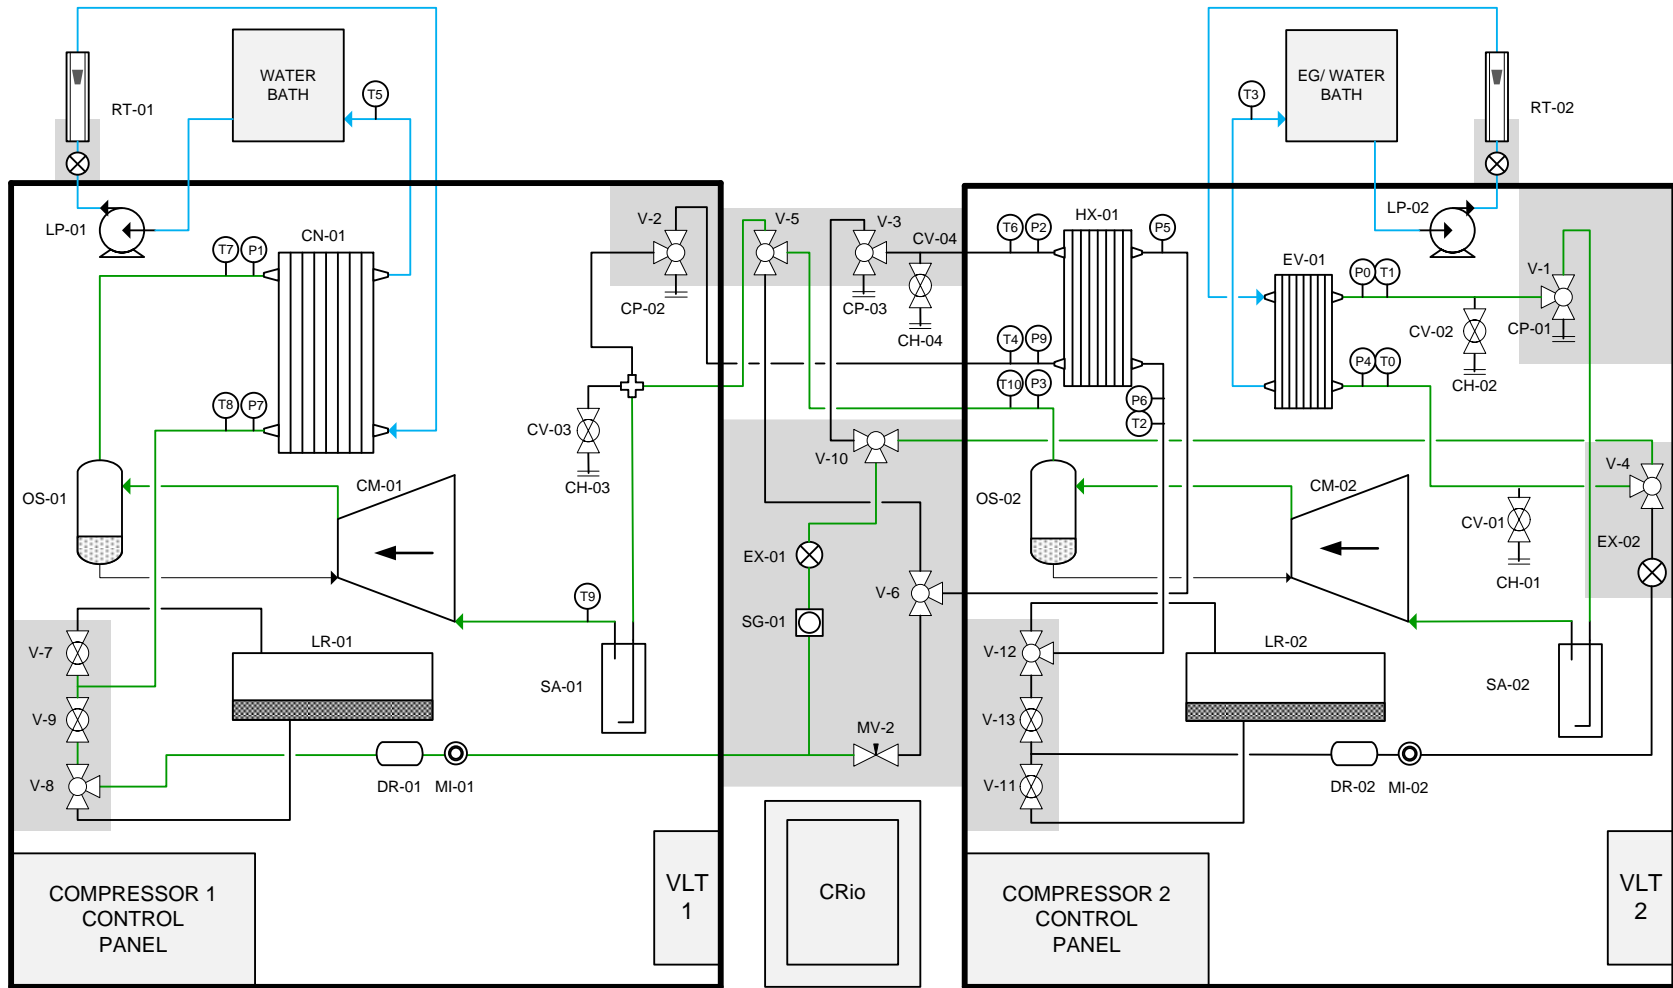 WATER
BATH
T5
RT-01
EG/ WATER
BATH
T3
RT-02
LP-01
CN-01
T7
P1
V-2
V-5
V-3
CV-04
T6
P2
HX-01
P5
LP-02
EV-01
P0
T1
V-1
CP-02
CP-03
CH-04
T4
P9
CV-02
CP-01
T10
P3
P4
T0
CH-02
T8
P7
P6
T2
CV-03
V-10
CH-03
V-4
OS-01
CM-01
OS-02
CM-02
CV-01
EX-02
EX-01
CH-01
T9
V-6
SG-01
V-7
LR-01
V-12
LR-02
SA-01
SA-02
V-9
V-13
MV-2
V-8
DR-01
MI-01
V-11
DR-02
MI-02
COMPRESSOR 1
CONTROL
PANEL
VLT
1
CRio
COMPRESSOR 2
CONTROL
PANEL
VLT
2